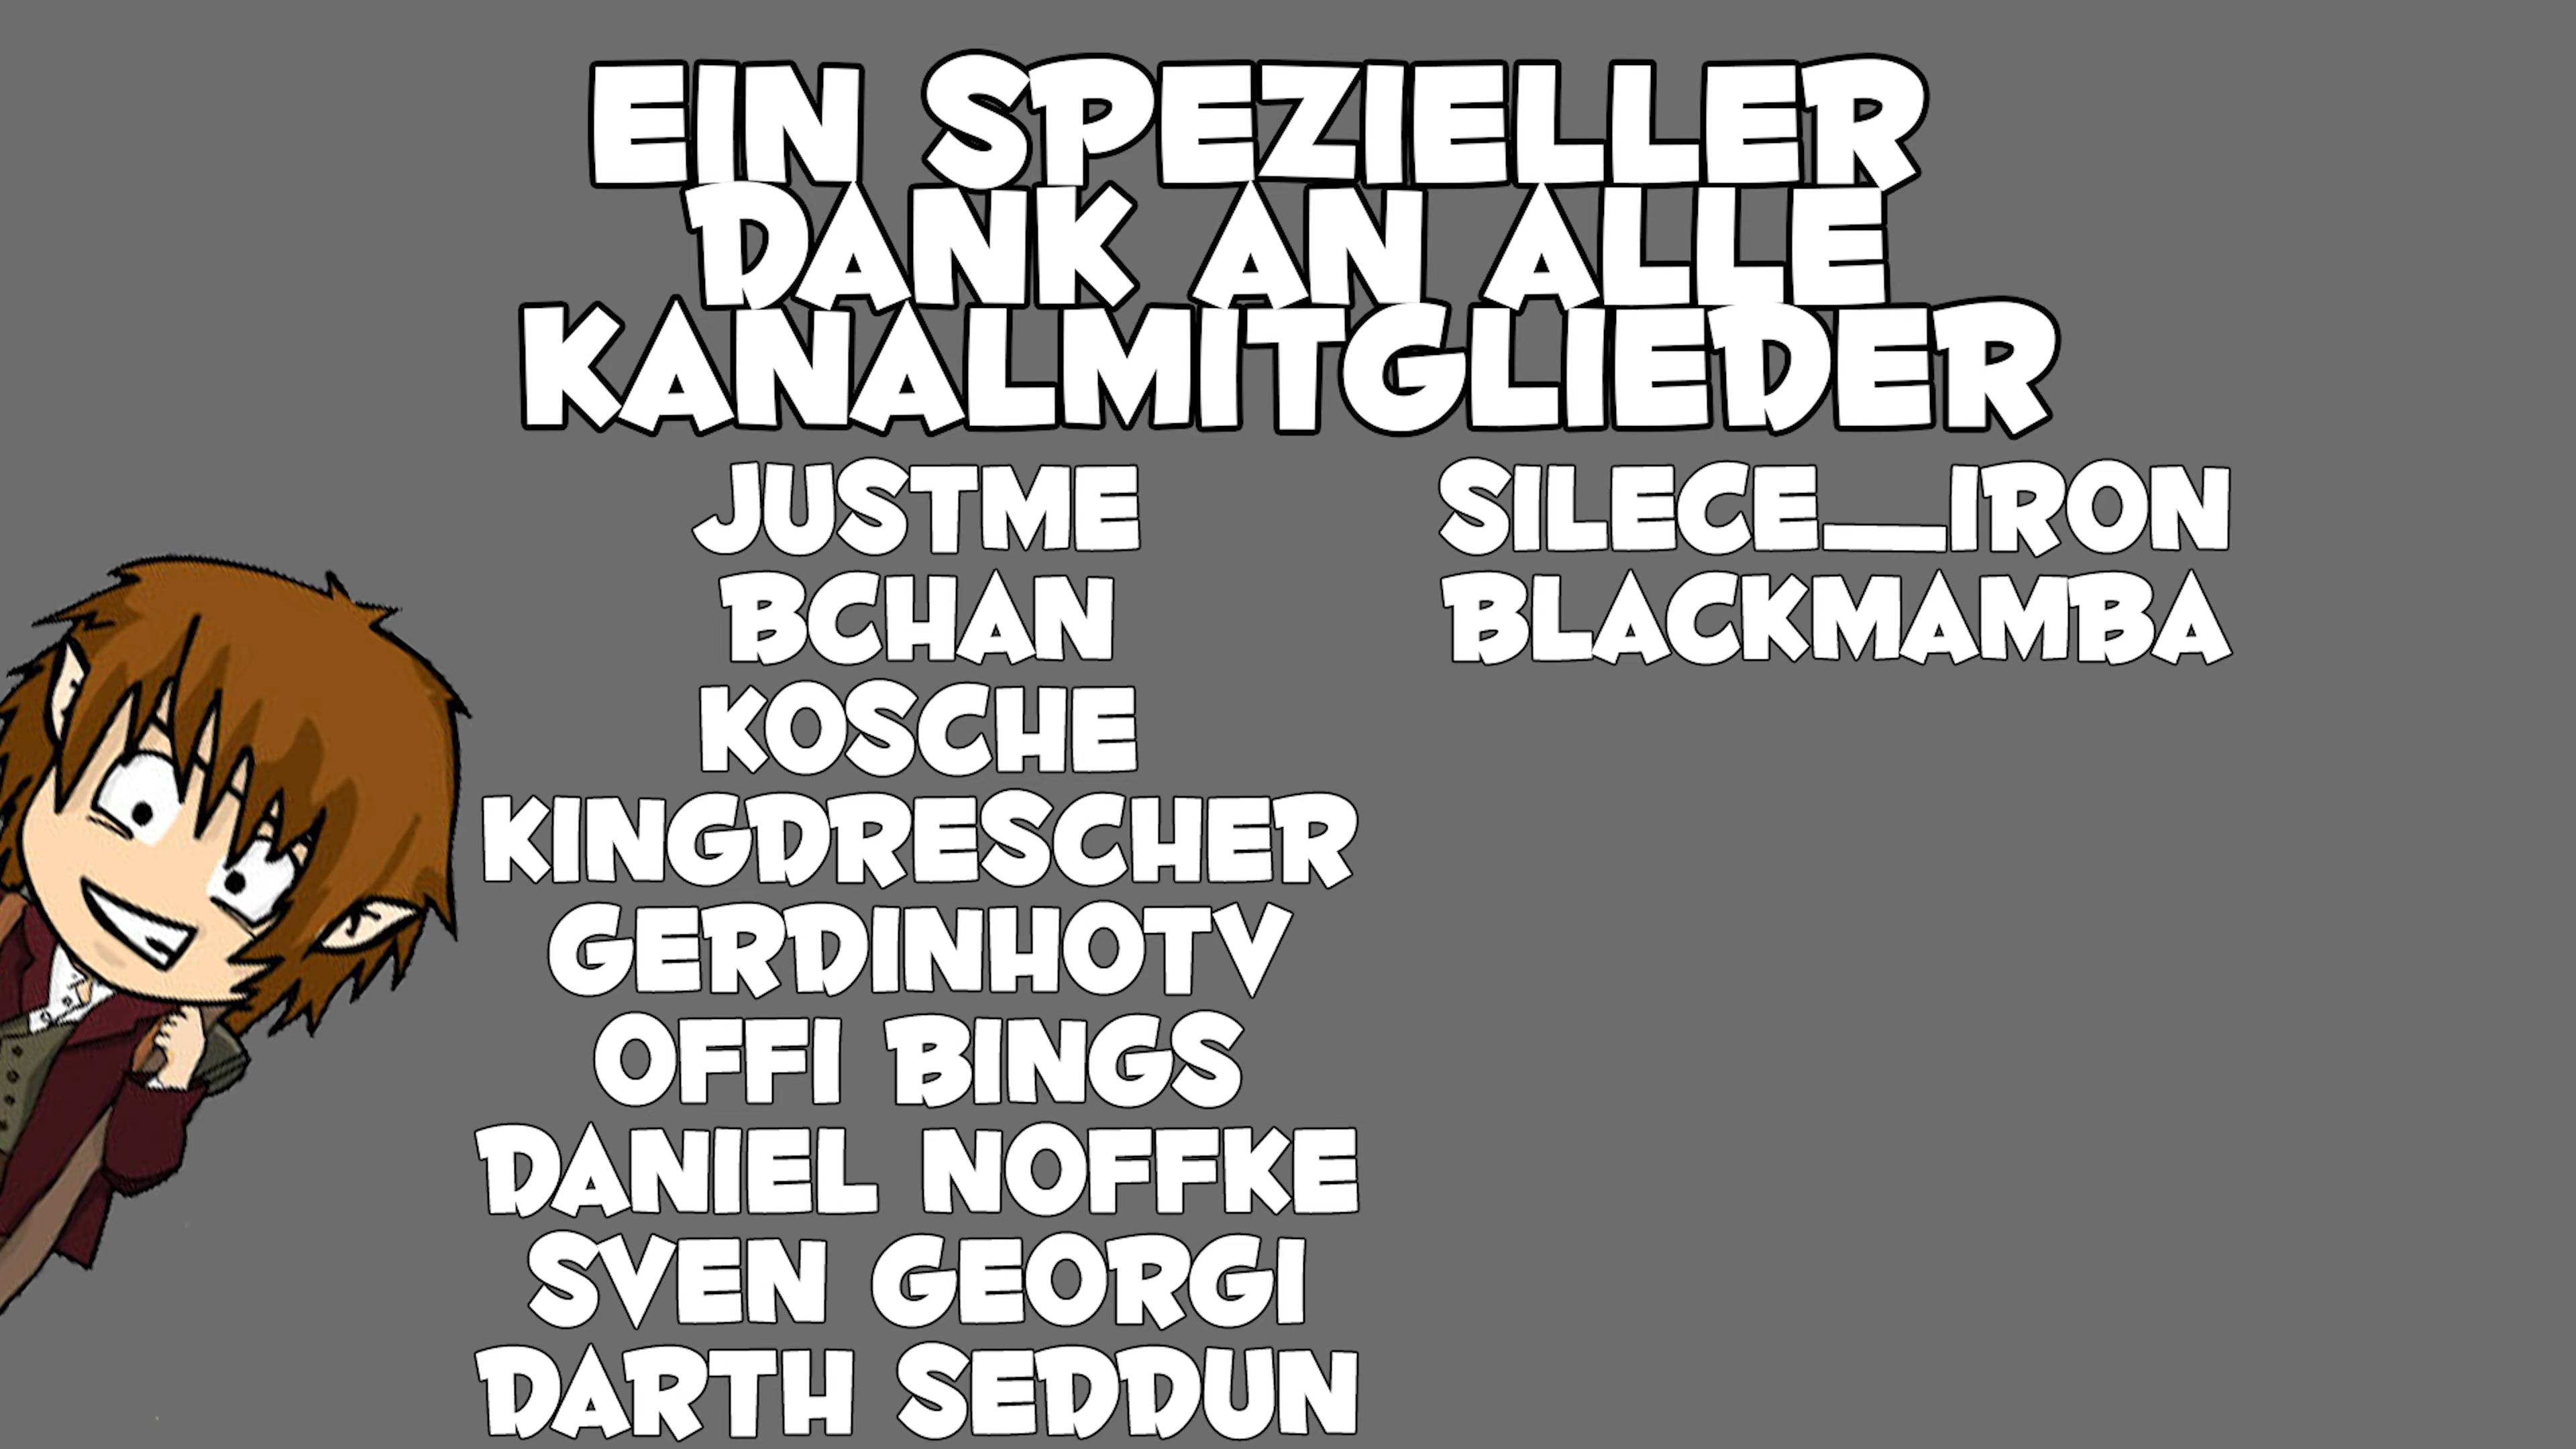 EIN SPEZIELLER
DANK AN ALLE
KANALMITGLIEDER
JUSTME
BCHAN
KOSCHE
KINGDRESCHER
GERDINHOTV
OFFI BINGS
DANIEL NOFFKE
SVEN GEORGI
DARTH SEDDUN
SILECE_IRON
BLACKMAMBA